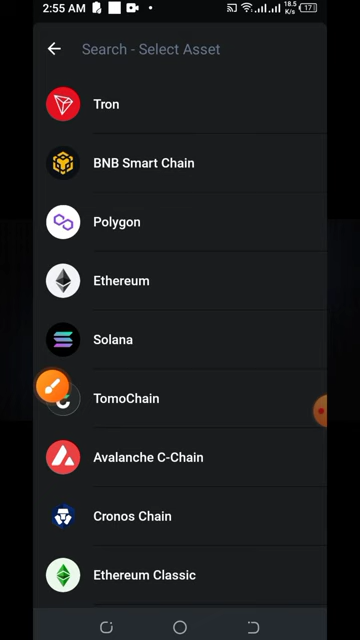 2:55 AM
18.5
K/s
17
Search - Select Asset
Tron
BNB Smart Chain
Polygon
Ethereum
Solana
TomoChain
Avalanche C-Chain
Cronos Chain
Ethereum Classic